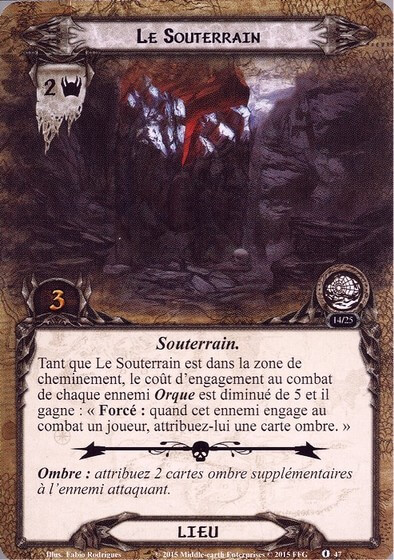 Le Souterrain
2
3
14/25
Souterrain.
Tant que Le Souterrain est dans la zone de
cheminement, le coût d'engagement au combat
de chaque ennemi Orque est diminué de 5 et il
gagne : « Forcé : quand cet ennemi engage au
combat un joueur, attribuez-lui une carte ombre. »
Ombre : attribuez 2 cartes ombre supplémentaires
à l'ennemi attaquant.
LIEU
Illus. Fabio Rodrigues © 2015 Middle-earth Enterprises © 2015 FFG 47